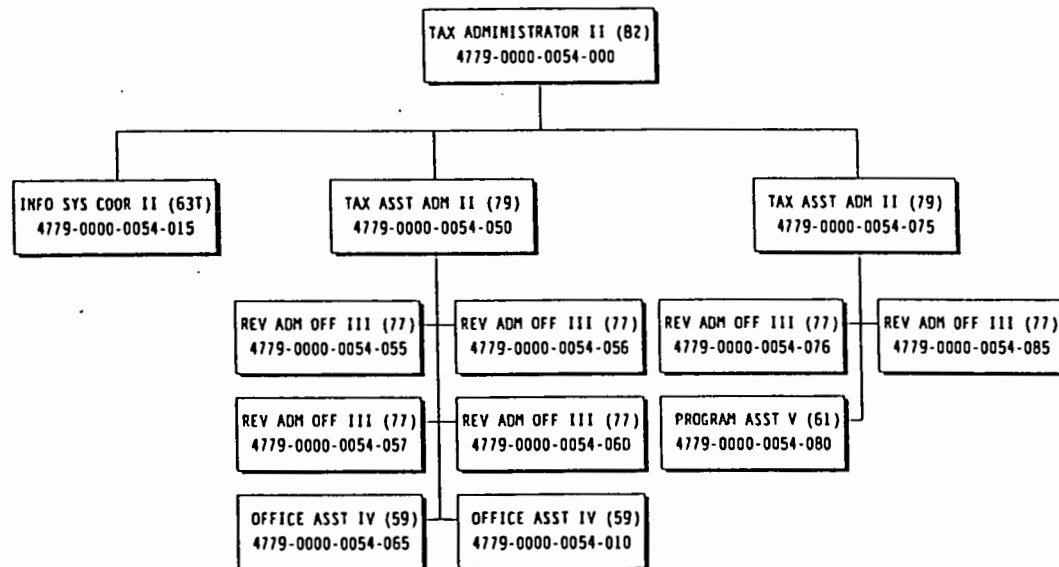 TAX ADMINISTRATOR II (82)
4779-0000-0054-000
INFO SYS COOR II (63T)
4779-0000-0054-015
TAX ASST ADM II (79)
4779-0000-0054-050
TAX ASST ADM II (79)
4779-0000-0054-075
REV ADM OFF III (77)
4779-0000-0054-055
REV ADM OFF III (77)
4779-0000-0054-056
REV ADM OFF III (77)
4779-0000-0054-076
REV ADM OFF III (77)
4779-0000-0054-085
REV ADM OFF III (77)
4779-0000-0054-057
REV ADM OFF III (77)
4779-0000-0054-060
PROGRAM ASST V (61)
4779-0000-0054-080
OFFICE ASST IV (59)
4779-0000-0054-065
OFFICE ASST IV (59)
4779-0000-0054-010